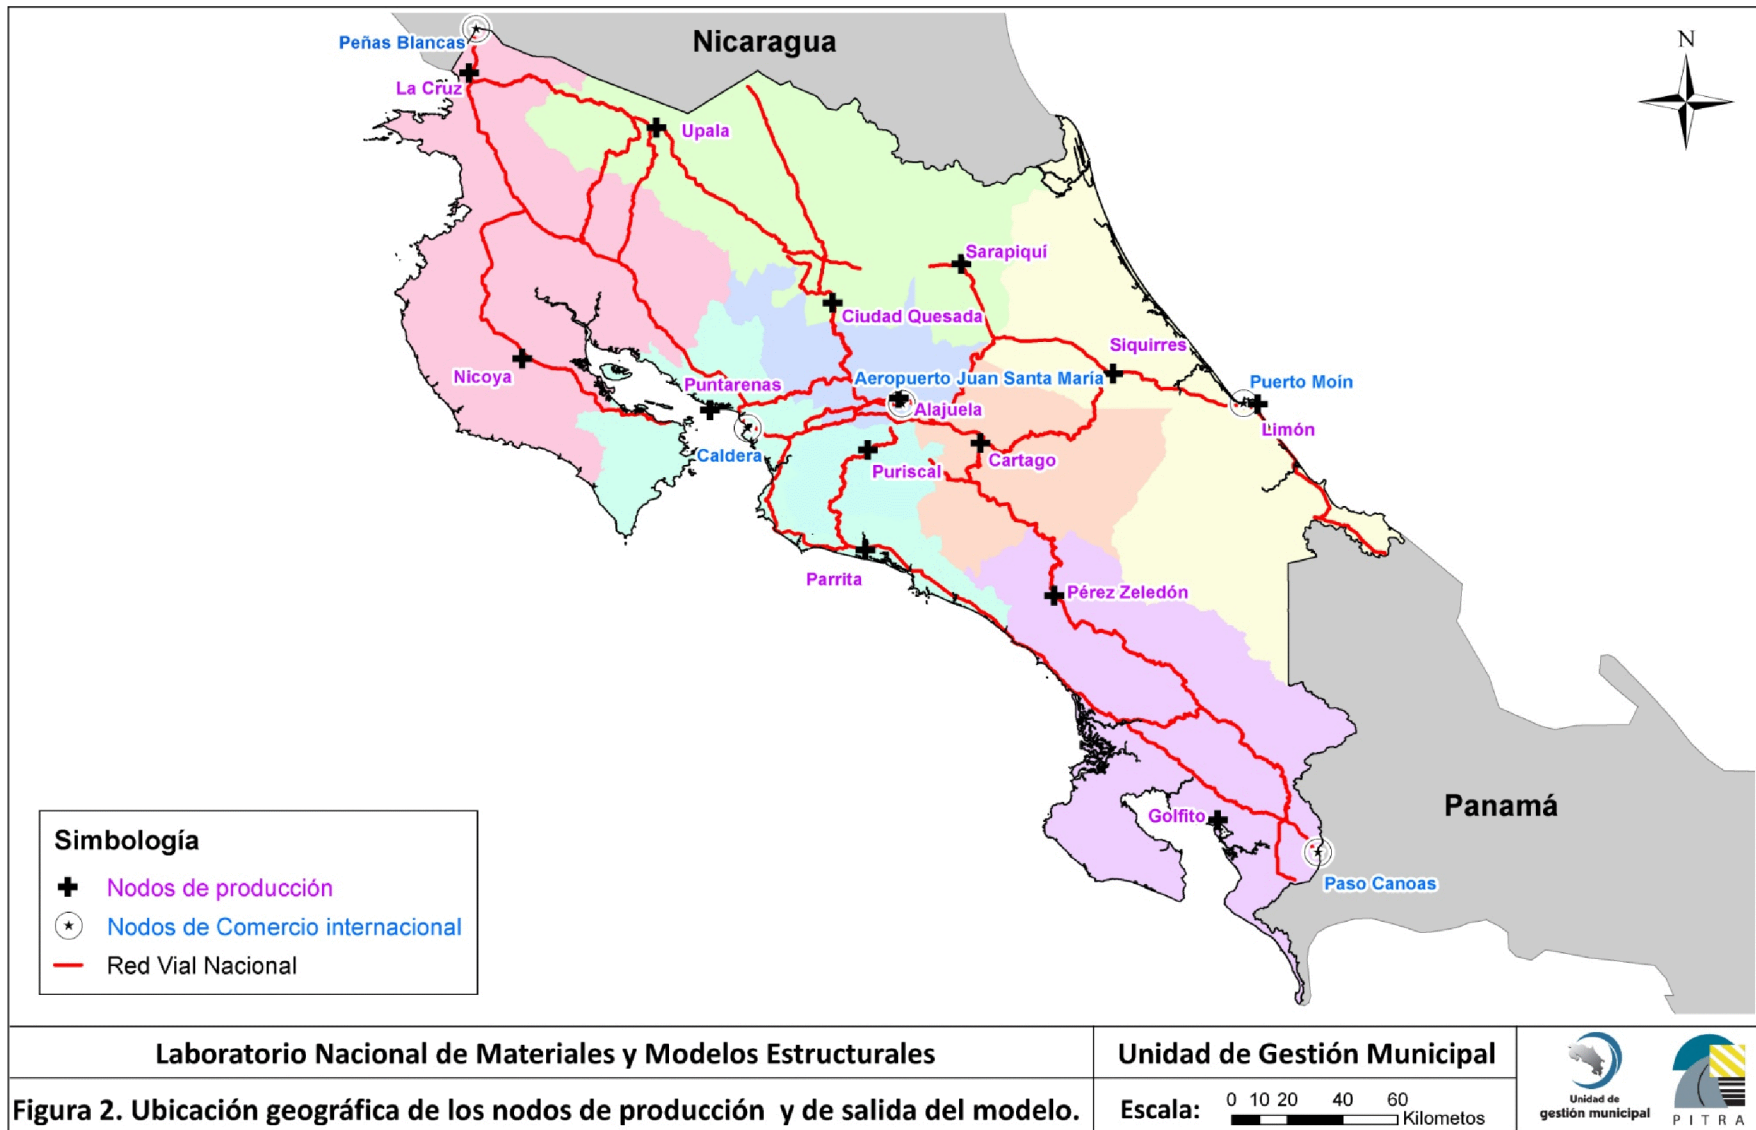 Nicaragua
N
Peñas Blancas
La Cruz
Upala
Sarapiquí
Ciudad Quesada
Siquirres
Nicoya
Puntarenas
Aeropuerto Juan Santa María
Puerto Moín
Alajuela
Limón
Caldera
Puriscal
Cartago
Parrita
Pérez Zeledón
Golfito
Panamá
Paso Canoas
Simbología
Nodos de producción
Nodos de Comercio internacional
Red Vial Nacional
Laboratorio Nacional de Materiales y Modelos Estructurales
Unidad de Gestión Municipal
Figura 2. Ubicación geográfica de los nodos de producción y de salida del modelo.
Escala:
0 10 20 40 60
Kilometos
Unidad de
gestión municipal
PITRA